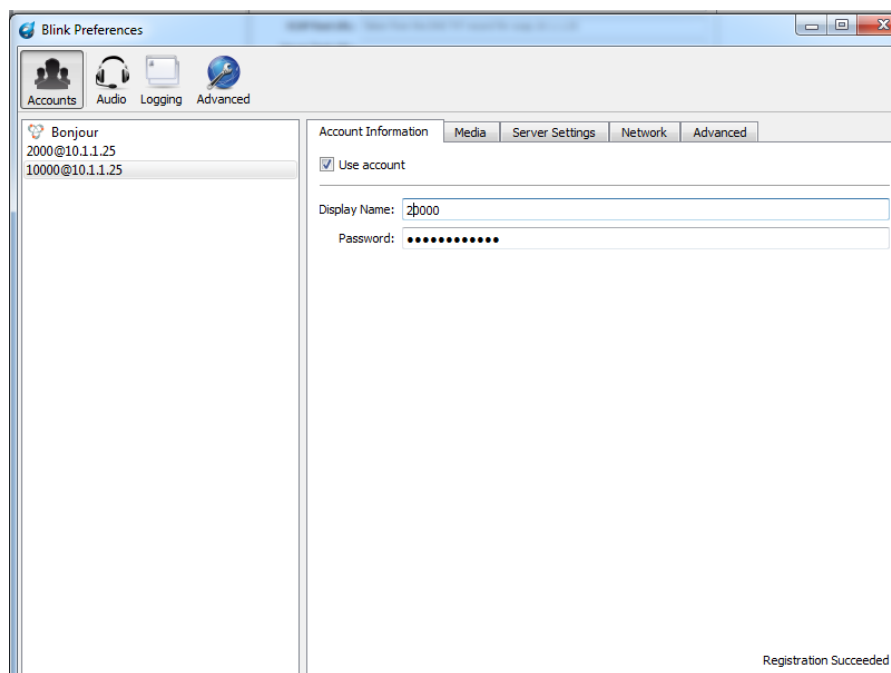 Blink Preferences
Accounts Audio Logging Advanced
Bonjour
2000@10.1.1.25
10000@10.1.1.25
Account Information Media Server Settings Network Advanced
Use account
Display Name: 20000
Password: ●●●●●●●●●●●●
Registration Succeeded